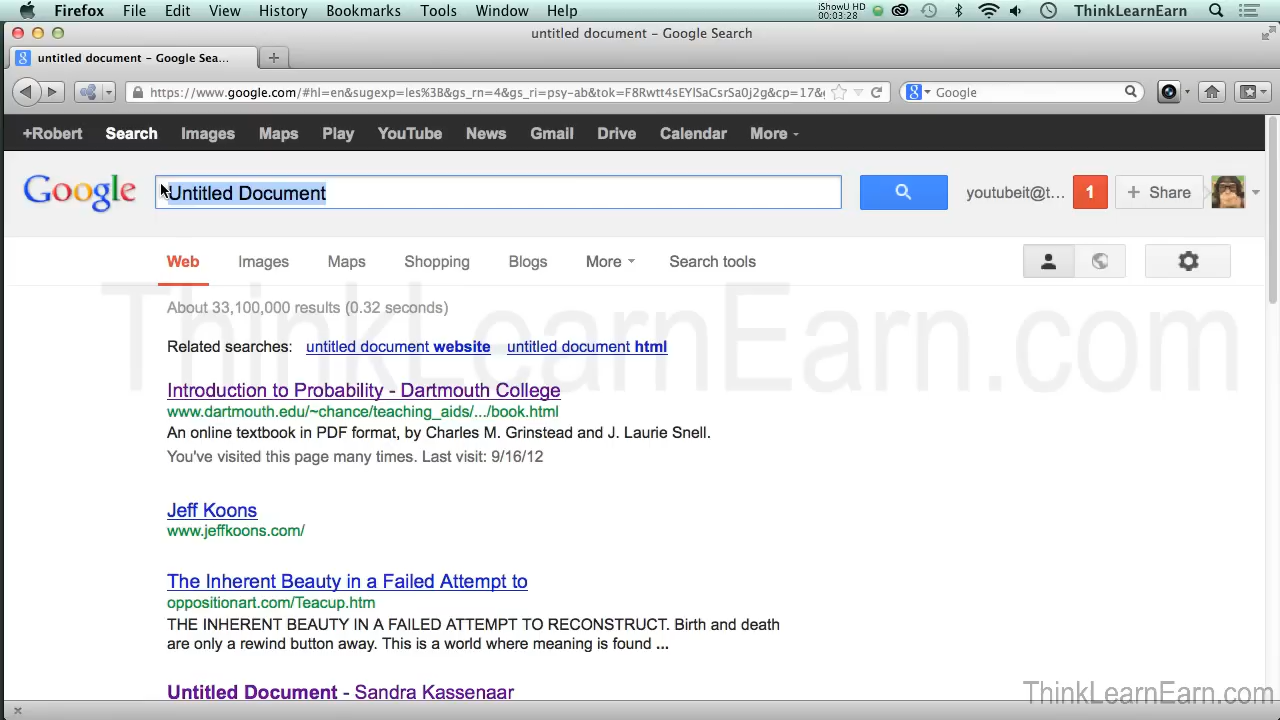 Firefox File Edit View History Bookmarks Tools Window Help iShowU HD 00:03:28 ThinkLearnEarn
untitled document - Google Search
untitled document - Google Sea...
https://www.google.com/#hl=en&sugexp=les%3B&gs_rn=4&gs_ri=psy-ab&tok=F8Rwtt4sEYlSaCsrSa0j2g&cp=17& Google
+Robert Search Images Maps Play YouTube News Gmail Drive Calendar More
Google Untitled Document youtubeit@t... 1 + Share
Web Images Maps Shopping Blogs More Search tools
About 33,100,000 results (0.32 seconds)
ThinkLearnEarn.com
Related searches: untitled document website untitled document html
Introduction to Probability - Dartmouth College
www.dartmouth.edu/~chance/teaching_aids/.../book.html
An online textbook in PDF format, by Charles M. Grinstead and J. Laurie Snell.
You've visited this page many times. Last visit: 9/16/12
Jeff Koons
www.jeffkoons.com/
The Inherent Beauty in a Failed Attempt to
oppositionart.com/Teacup.htm
THE INHERENT BEAUTY IN A FAILED ATTEMPT TO RECONSTRUCT. Birth and death
are only a rewind button away. This is a world where meaning is found ...
Untitled Document - Sandra Kassenaar
ThinkLearnEarn.com